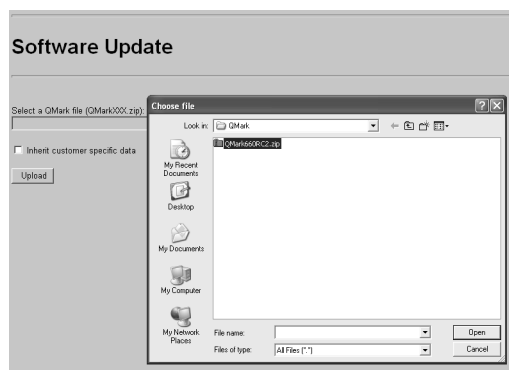 Software Update
Select a QMark file (QMarkXXX.zip):
Inherit customer specific data
Upload
Choose file
Look in:
QMark
QMark660RC2.zip
My Recent
Documents
Desktop
My Documents
My Computer
My Network
Places
File name:
Open
Files of type:
All Files (*.*)
Cancel